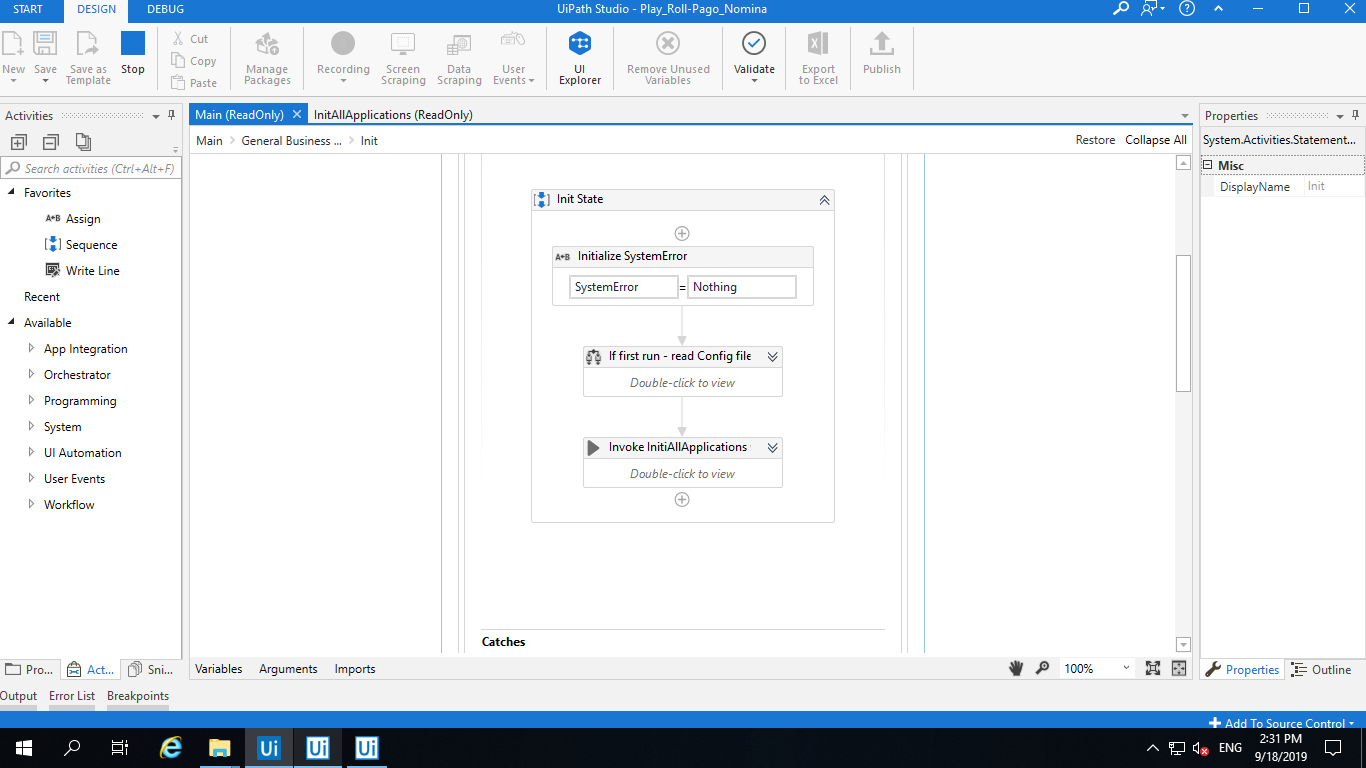 START DESIGN DEBUG UiPath Studio - Play_Roll-Pago_Nomina
New Save Save as Template Stop
Cut
Copy
Paste
Manage Packages
Recording
Screen Scraping
Data Scraping
User Events
UI Explorer
Remove Unused Variables
Validate
Export to Excel
Publish
Activities
Search activities (Ctrl+Alt+F)
Favorites
A+B Assign
Sequence
Write Line
Recent
Available
App Integration
Orchestrator
Programming
System
UI Automation
User Events
Workflow
Pro... Act... Sni...
Main (ReadOnly) InitAllApplications (ReadOnly)
Main General Business ... Init Restore Collapse All
Init State
A+B Initialize SystemError
SystemError = Nothing
If first run - read Config file
Double-click to view
Invoke InitiAllApplications
Double-click to view
Catches
Variables Arguments Imports 100%
Properties
System.Activities.Statement...
Misc
DisplayName Init
Properties Outline
Output Error List Breakpoints
Add To Source Control
Ui Ui Ui ENG 2:31 PM
9/18/2019